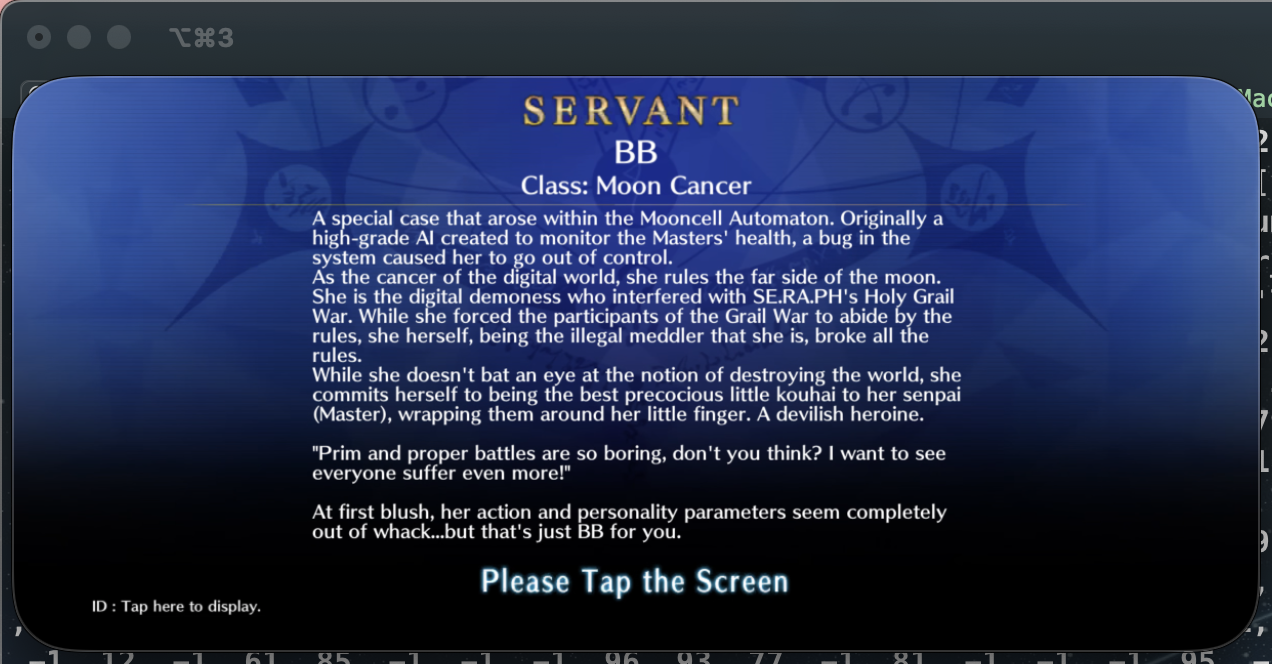 ⌥⌘3
SERVANT
BB
Class: Moon Cancer
A special case that arose within the Mooncell Automaton. Originally a
high-grade AI created to monitor the Masters' health, a bug in the
system caused her to go out of control.
As the cancer of the digital world, she rules the far side of the moon.
She is the digital demoness who interfered with SE.RA.PH's Holy Grail
War. While she forced the participants of the Grail War to abide by the
rules, she herself, being the illegal meddler that she is, broke all the
rules.
While she doesn't bat an eye at the notion of destroying the world, she
commits herself to being the best precocious little kouhai to her senpai
(Master), wrapping them around her little finger. A devilish heroine.
"Prim and proper battles are so boring, don't you think? I want to see
everyone suffer even more!"
At first blush, her action and personality parameters seem completely
out of whack...but that's just BB for you.
Please Tap the Screen
ID : Tap here to display.
-1 12 -1 61 85 -1 -1 -1 96 93 77 -1 81 -1 -1 -1 95